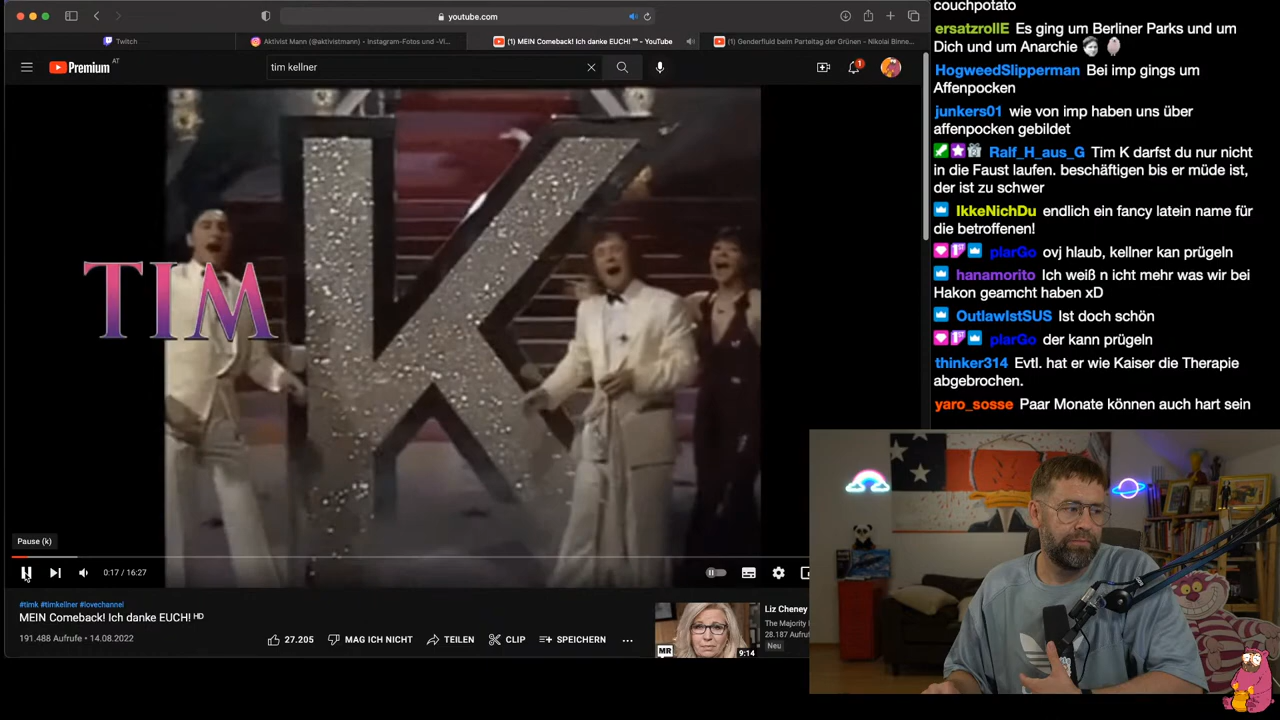 youtube.com
Twitch
Aktivist Mann (@aktivistmann) • Instagram-Fotos und -Vi...
(1) MEIN Comeback! Ich danke EUCH! ᴴᴰ - YouTube
(1) Genderfluid beim Parteitag der Grünen - Nikolai Binne...
Premium AT
tim kellner
1
TIM
K
Pause (k)
0:17 / 16:27
#timk #timkellner #lovechannel
MEIN Comeback! Ich danke EUCH! ᴴᴰ
191.488 Aufrufe • 14.08.2022
27.205
MAG ICH NICHT
TEILEN
CLIP
SPEICHERN
MR
9:14
Liz Cheney
The Majority
28.187 Aufru
Neu
couchpotato
ersatzrollE Es ging um Berliner Parks und um
Dich und um Anarchie
HogweedSlipperman Bei imp gings um
Affenpocken
junkers01 wie von imp haben uns über
affenpocken gebildet
Ralf_H_aus_G Tim K darfst du nur nicht
in die Faust laufen. beschäftigen bis er müde ist,
der ist zu schwer
IkkeNichDu endlich ein fancy latein name für
die betroffenen!
plarGo ovj hlaub, kellner kan prügeln
hanamorito Ich weiß n icht mehr was wir bei
Hakon geamcht haben xD
OutlawIstSUS Ist doch schön
plarGo der kann prügeln
thinker314 Evtl. hat er wie Kaiser die Therapie
abgebrochen.
yaro_sosse Paar Monate können auch hart sein